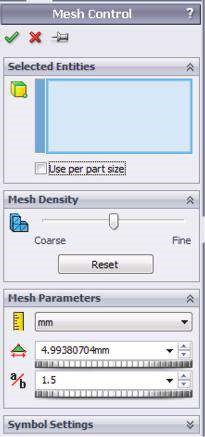 Mesh Control ?
Selected Entities
Use per part size
Mesh Density
Coarse Fine
Reset
Mesh Parameters
mm
4.99380704mm
a/b 1.5
Symbol Settings